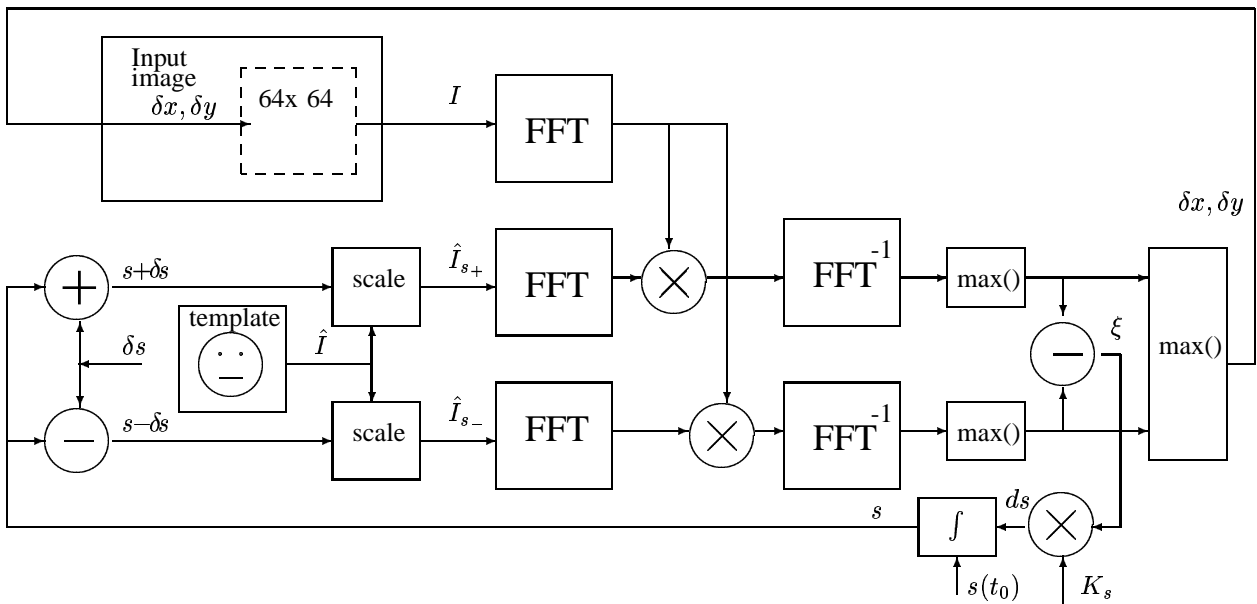 Input
image
64x 64
δx, δy
I
FFT
δx, δy
s+δs
scale
Î_{s+}
FFT
×
FFT^{-1}
max()
+
template
Î
δs
ξ
−
max()
s−δs
scale
Î_{s−}
FFT
×
FFT^{-1}
max()
−
s
∫
ds
×
s(t_0)
K_s